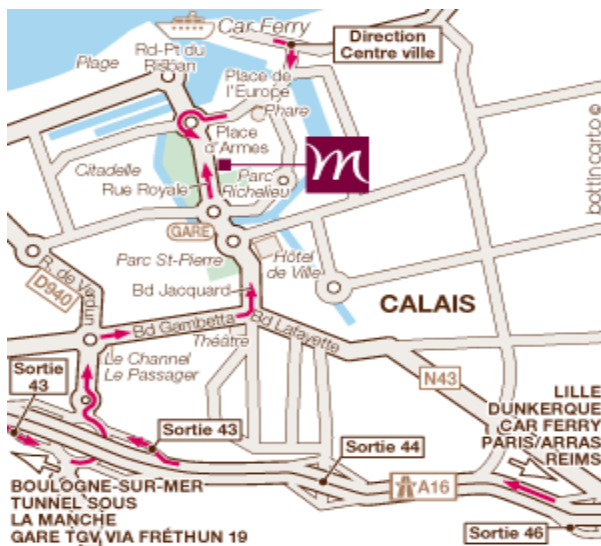 Car Ferry
Direction
Centre ville
Rd-Pt du
Risban
Plage
Place de
l'Europe
Phare
Place
d'Armes
m
Citadelle
Parc
Richelieu
Rue Royale
GARE
Hôtel
de Ville
Parc St-Pierre
R. de Verdun
D940
Bd Jacquard
CALAIS
Bd Gambetta
Bd Lafayette
Théâtre
Le Channel
Le Passager
Sortie
43
N43
Sortie 43
Sortie 44
LILLE
DUNKERQUE
CAR FERRY
PARIS/ARRAS
REIMS
A16
BOULOGNE-SUR-MER
TUNNEL SOUS
LA MANCHE
GARE TGV VIA FRÉTHUN 19
Sortie 46
bottin carto ©